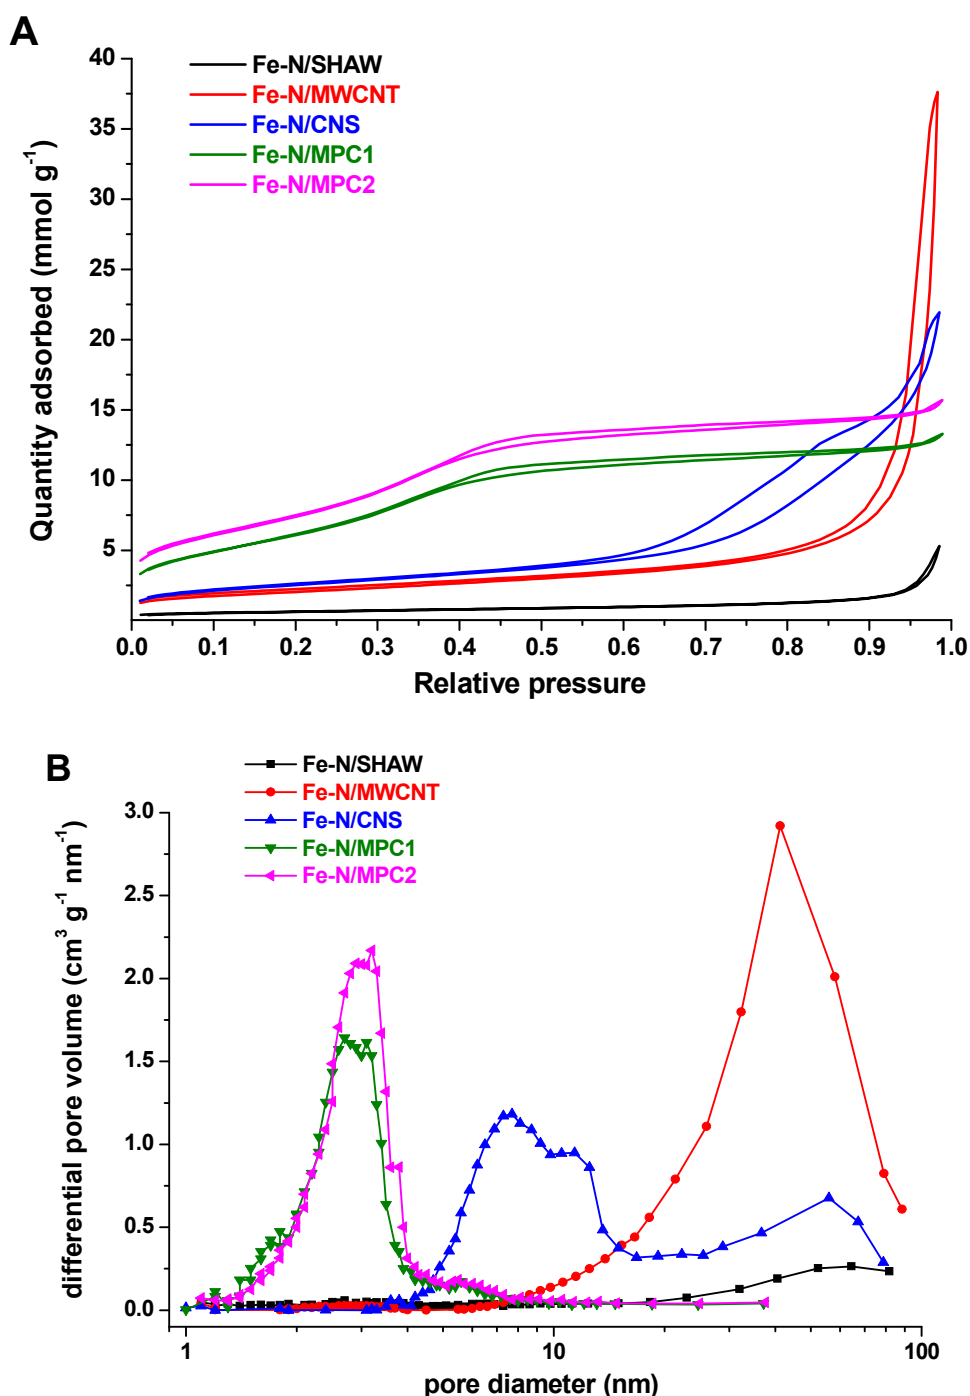 A
Fe-N/SHAW
Fe-N/MWCNT
Fe-N/CNS
Fe-N/MPC1
Fe-N/MPC2
Quantity adsorbed (mmol g⁻¹)
40
35
30
25
20
15
10
5
0.0 0.1 0.2 0.3 0.4 0.5 0.6 0.7 0.8 0.9 1.0
Relative pressure
B
Fe-N/SHAW
Fe-N/MWCNT
Fe-N/CNS
Fe-N/MPC1
Fe-N/MPC2
differential pore volume (cm³ g⁻¹ nm⁻¹)
3.0
2.5
2.0
1.5
1.0
0.5
0.0
1 10 100
pore diameter (nm)